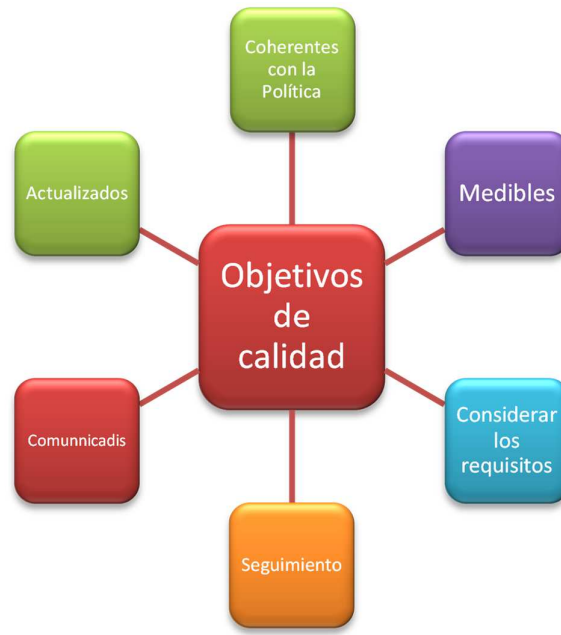 Coherentes
con la
Política
Actualizados
Medibles
Objetivos
de
calidad
Comunnicadis
Considerar
los
requisitos
Seguimiento